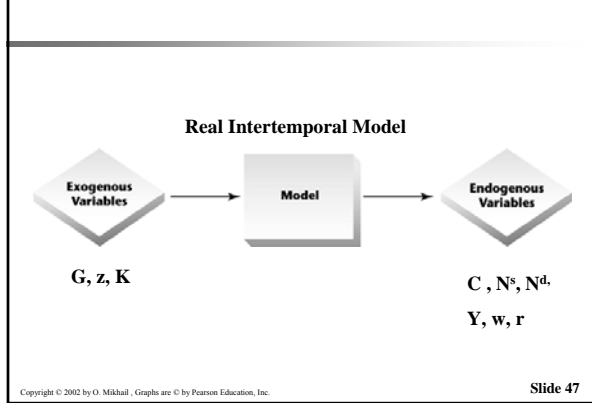 Real Intertemporal Model
Exogenous
Variables
Model
Endogenous
Variables
G, z, K
C , Nˢ, Nᵈ,
Y, w, r
Copyright © 2002 by O. Mikhail , Graphs are © by Pearson Education, Inc.
Slide 47